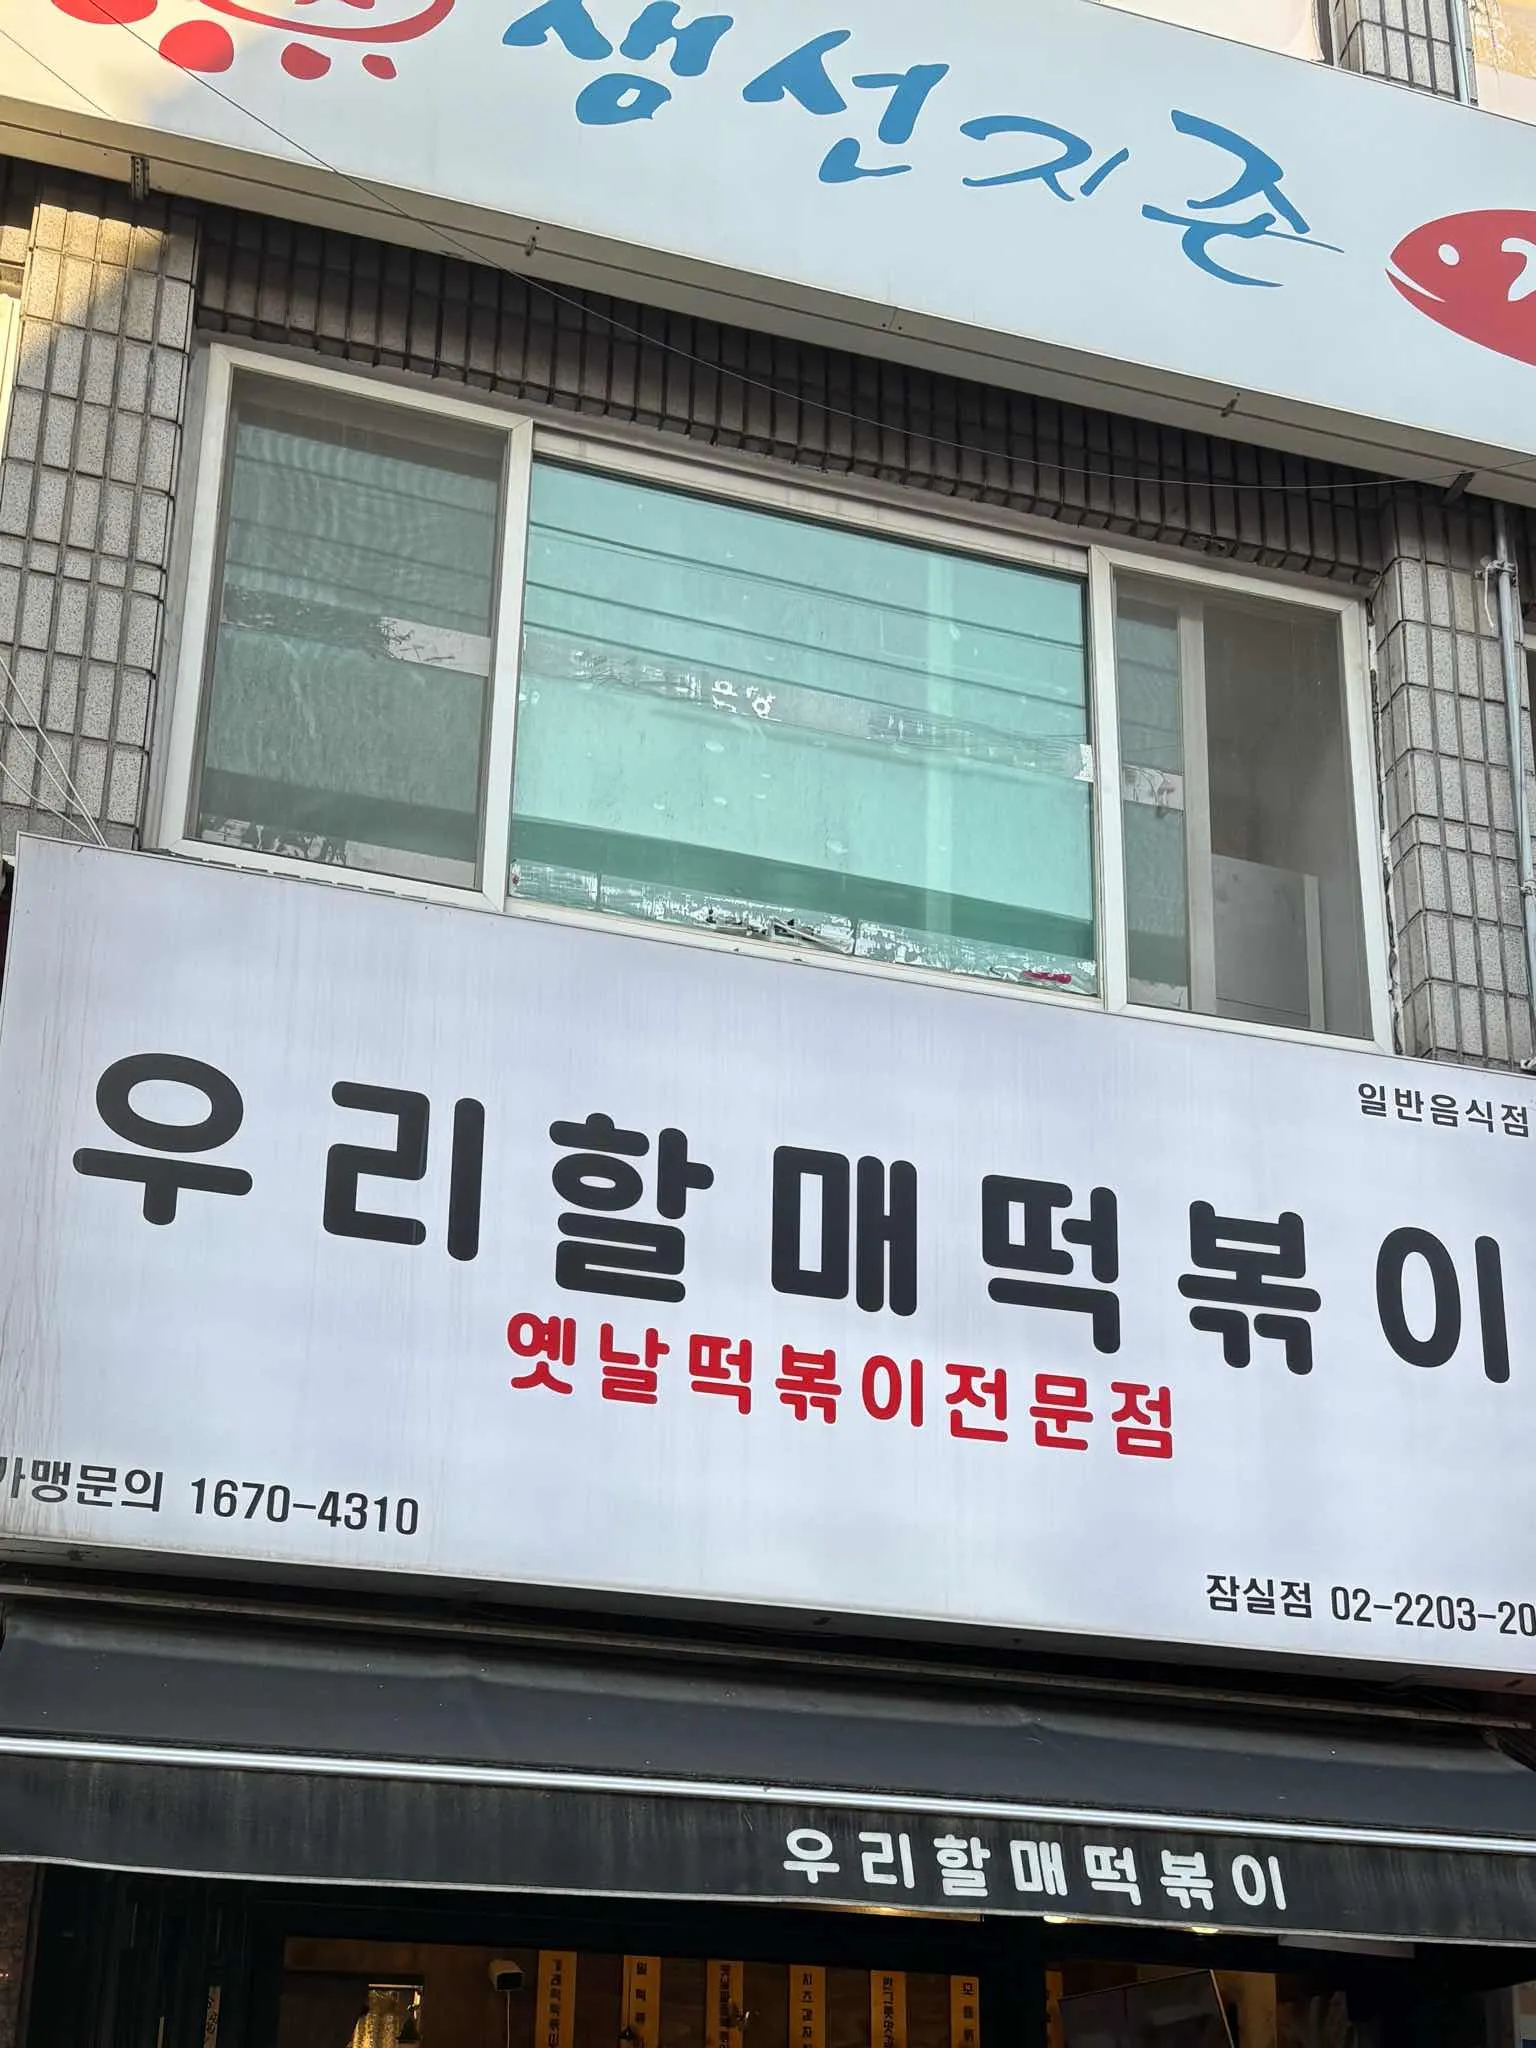 생선지존
일반음식점
우리할매떡볶이
옛날떡볶이전문점
가맹문의 1670-4310
잠실점 02-2203-20
우리할매떡볶이